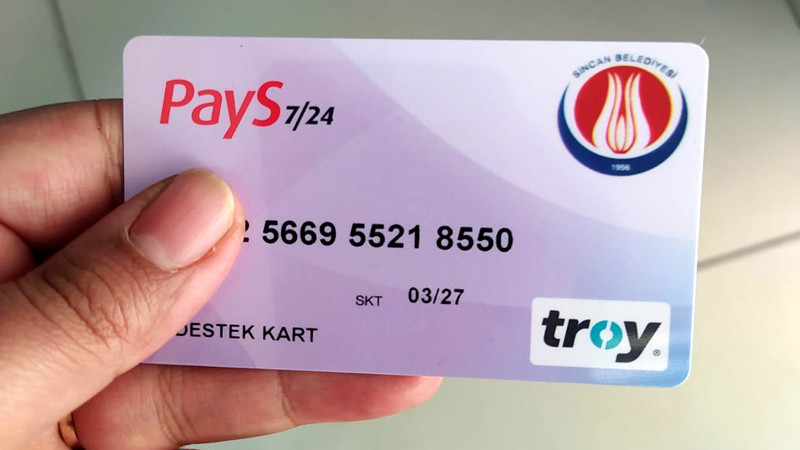 PayS 7/24
SİNCAN BELEDİYESİ
1956
2 5669 5521 8550
SKT 03/27
DESTEK KART
troy